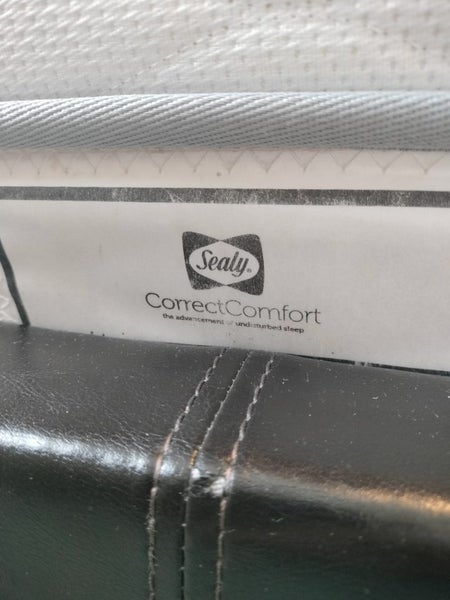 Sealy®
CorrectComfort
the advancement of undisturbed sleep